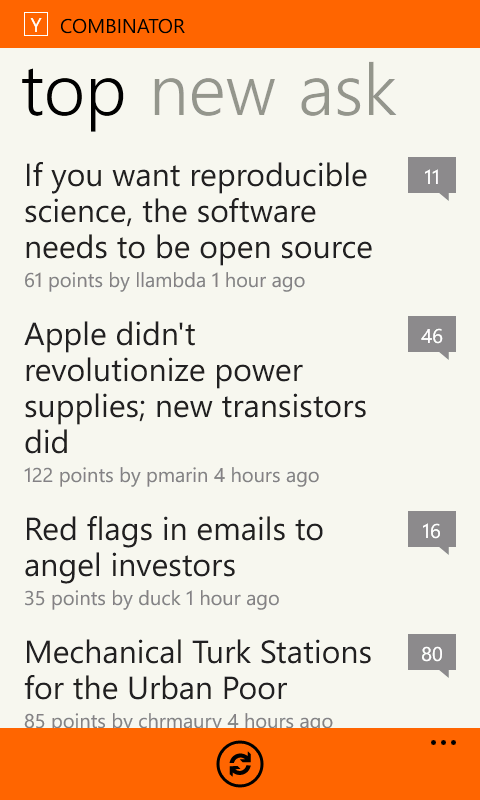 Y COMBINATOR
top new ask
If you want reproducible 11
science, the software
needs to be open source
61 points by llambda 1 hour ago
Apple didn't 46
revolutionize power
supplies; new transistors
did
122 points by pmarin 4 hours ago
Red flags in emails to 16
angel investors
35 points by duck 1 hour ago
Mechanical Turk Stations 80
for the Urban Poor
85 points by chrmaury 4 hours ago